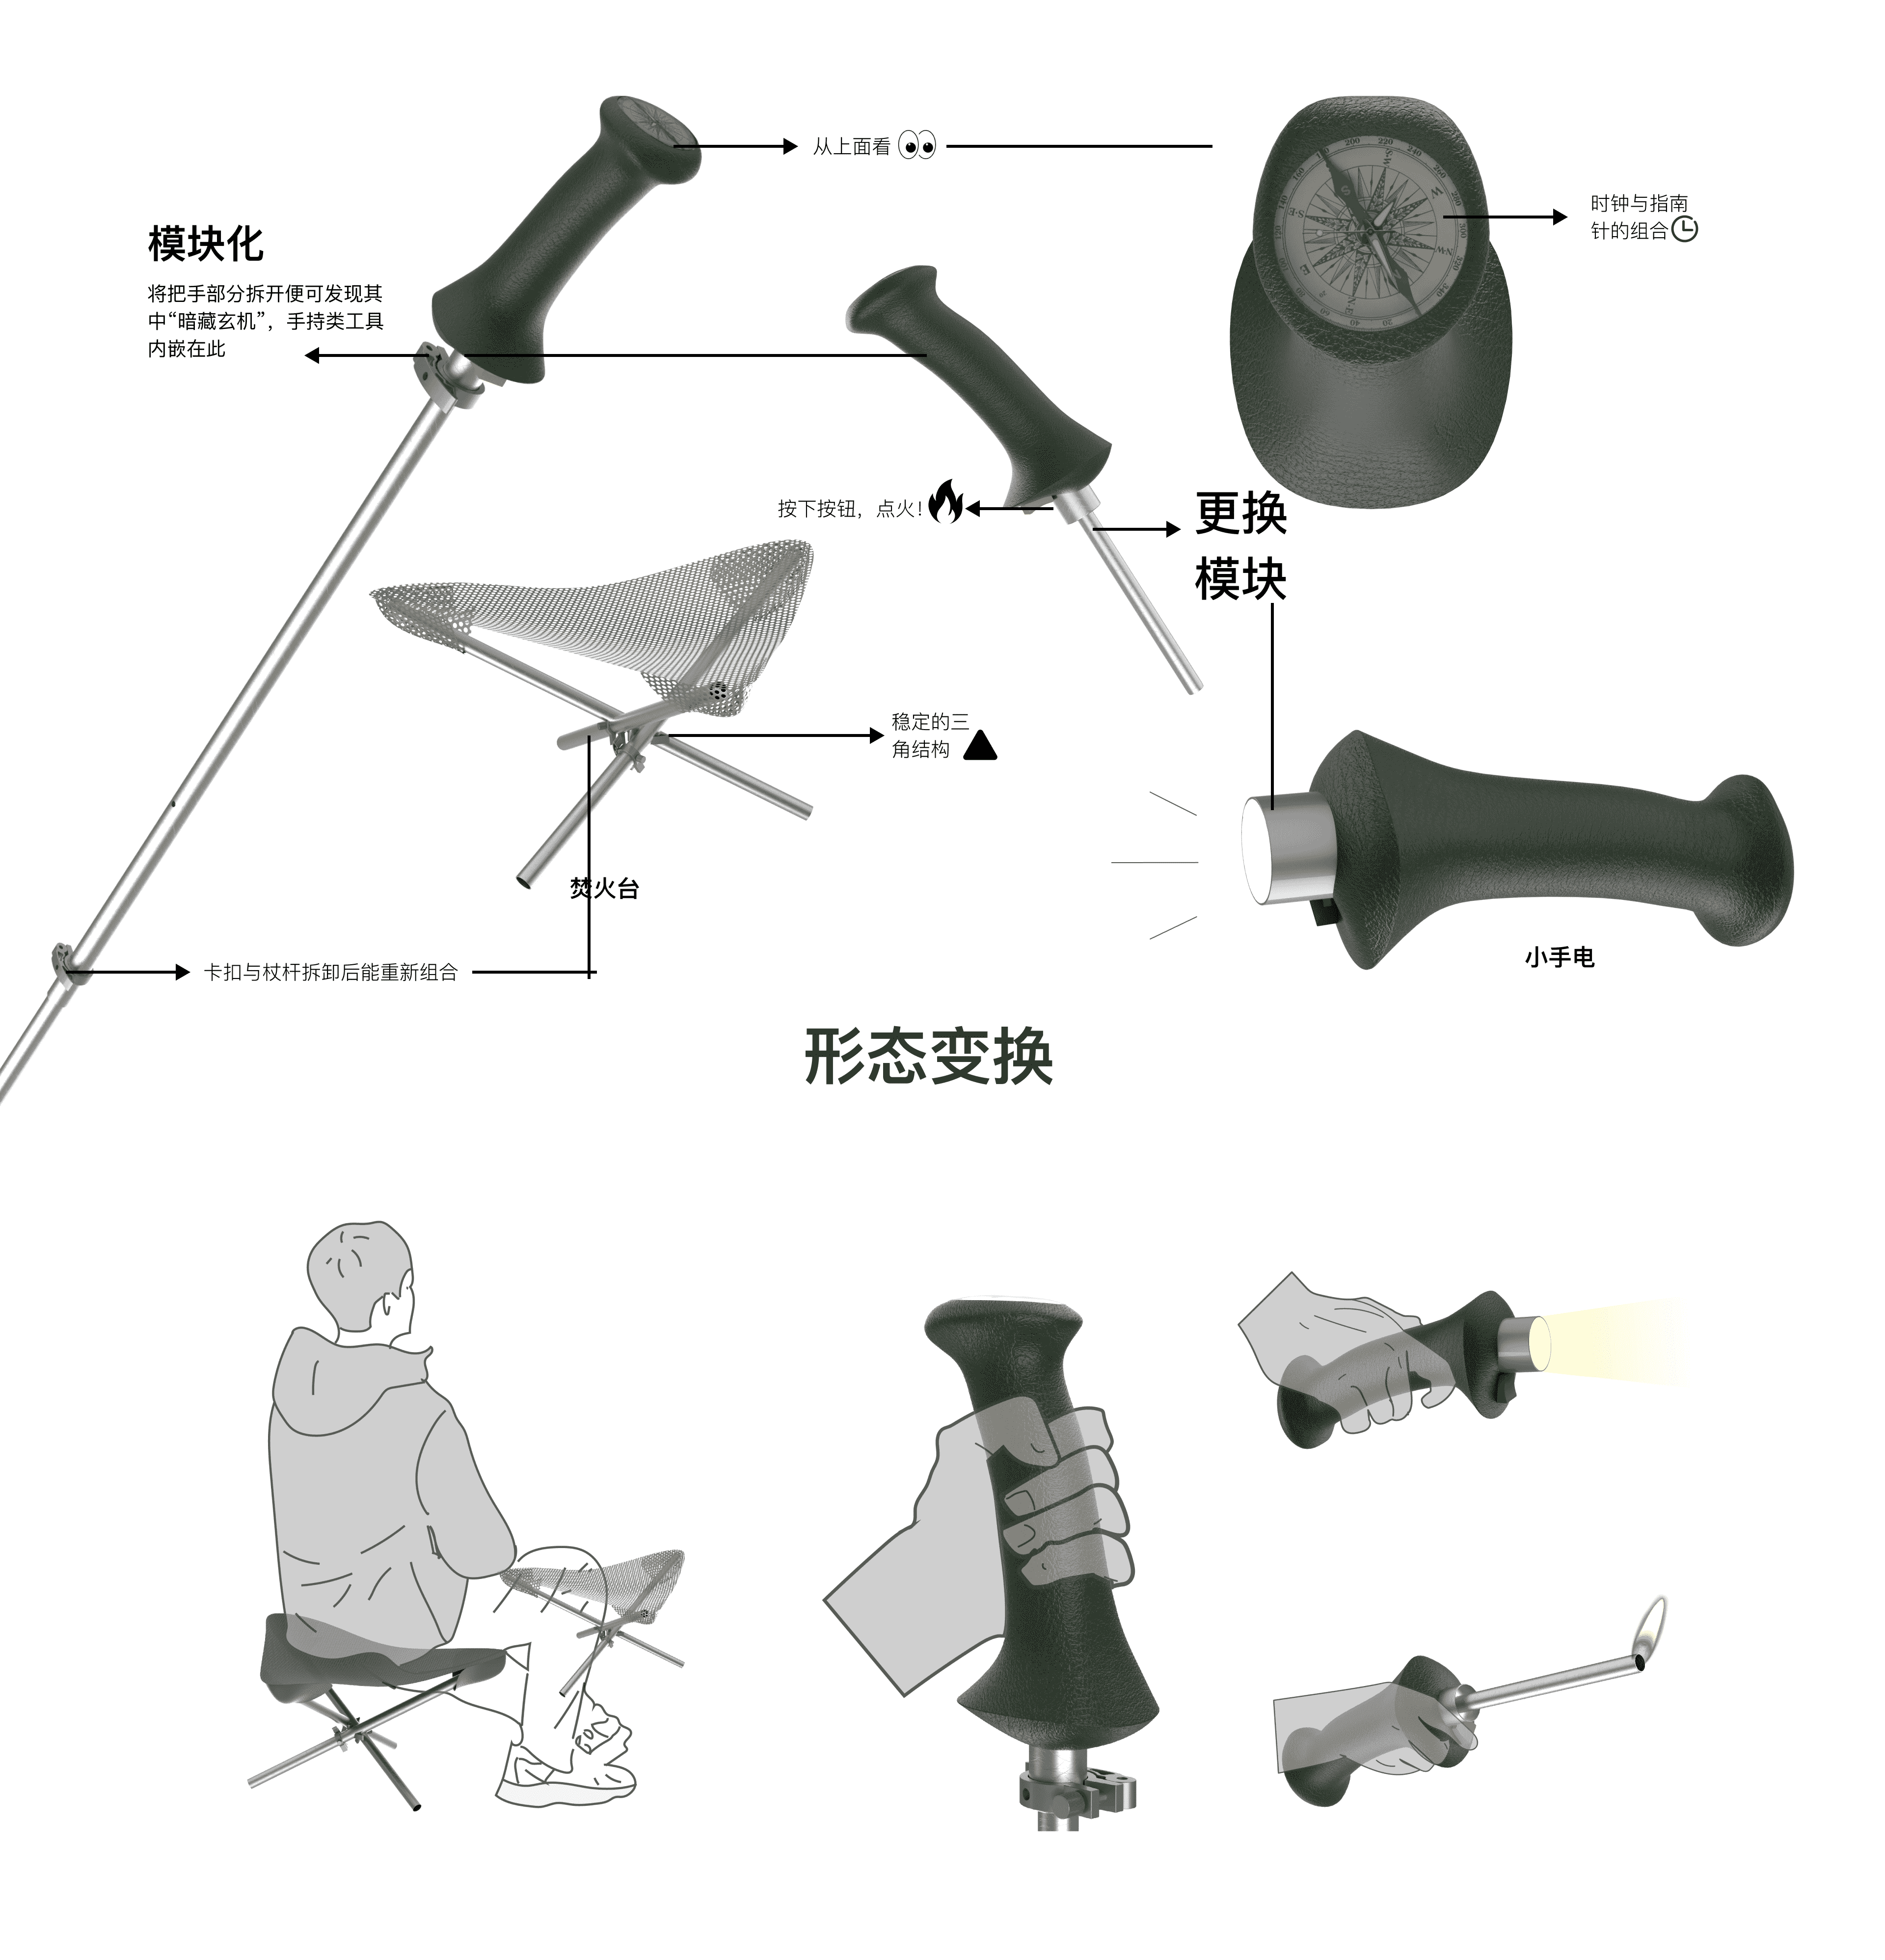 从上面看
时钟与指南
针的组合
模块化
将把手部分拆开便可发现其
中“暗藏玄机”，手持类工具
内嵌在此
按下按钮，点火！
更换
模块
稳定的三
角结构
焚火台
小手电
卡扣与杖杆拆卸后能重新组合
形态变换